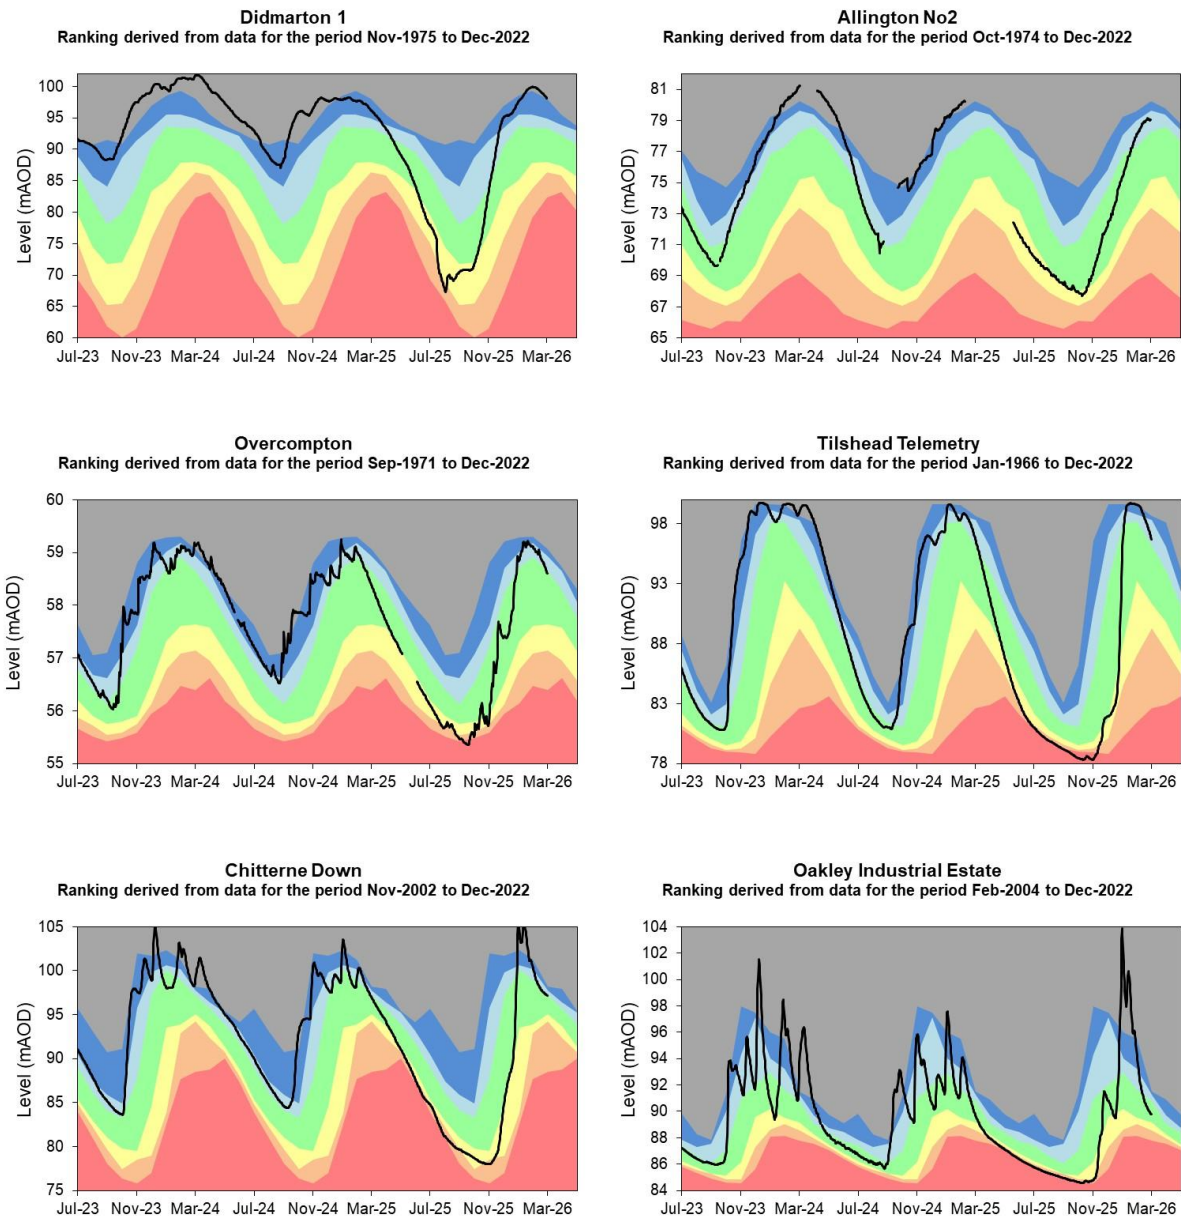 Didmarton 1
Ranking derived from data for the period Nov-1975 to Dec-2022
Level (mAOD)
100
95
90
85
80
75
70
65
60
Jul-23 Nov-23 Mar-24 Jul-24 Nov-24 Mar-25 Jul-25 Nov-25 Mar-26
Allington No2
Ranking derived from data for the period Oct-1974 to Dec-2022
Level (mAOD)
81
79
77
75
73
71
69
67
65
Jul-23 Nov-23 Mar-24 Jul-24 Nov-24 Mar-25 Jul-25 Nov-25 Mar-26
Overcompton
Ranking derived from data for the period Sep-1971 to Dec-2022
Level (mAOD)
60
59
58
57
56
55
Jul-23 Nov-23 Mar-24 Jul-24 Nov-24 Mar-25 Jul-25 Nov-25 Mar-26
Tilshead Telemetry
Ranking derived from data for the period Jan-1966 to Dec-2022
Level (mAOD)
98
93
88
83
78
Jul-23 Nov-23 Mar-24 Jul-24 Nov-24 Mar-25 Jul-25 Nov-25 Mar-26
Chitterne Down
Ranking derived from data for the period Nov-2002 to Dec-2022
Level (mAOD)
105
100
95
90
85
80
75
Jul-23 Nov-23 Mar-24 Jul-24 Nov-24 Mar-25 Jul-25 Nov-25 Mar-26
Oakley Industrial Estate
Ranking derived from data for the period Feb-2004 to Dec-2022
Level (mAOD)
104
102
100
98
96
94
92
90
88
86
84
Jul-23 Nov-23 Mar-24 Jul-24 Nov-24 Mar-25 Jul-25 Nov-25 Mar-26